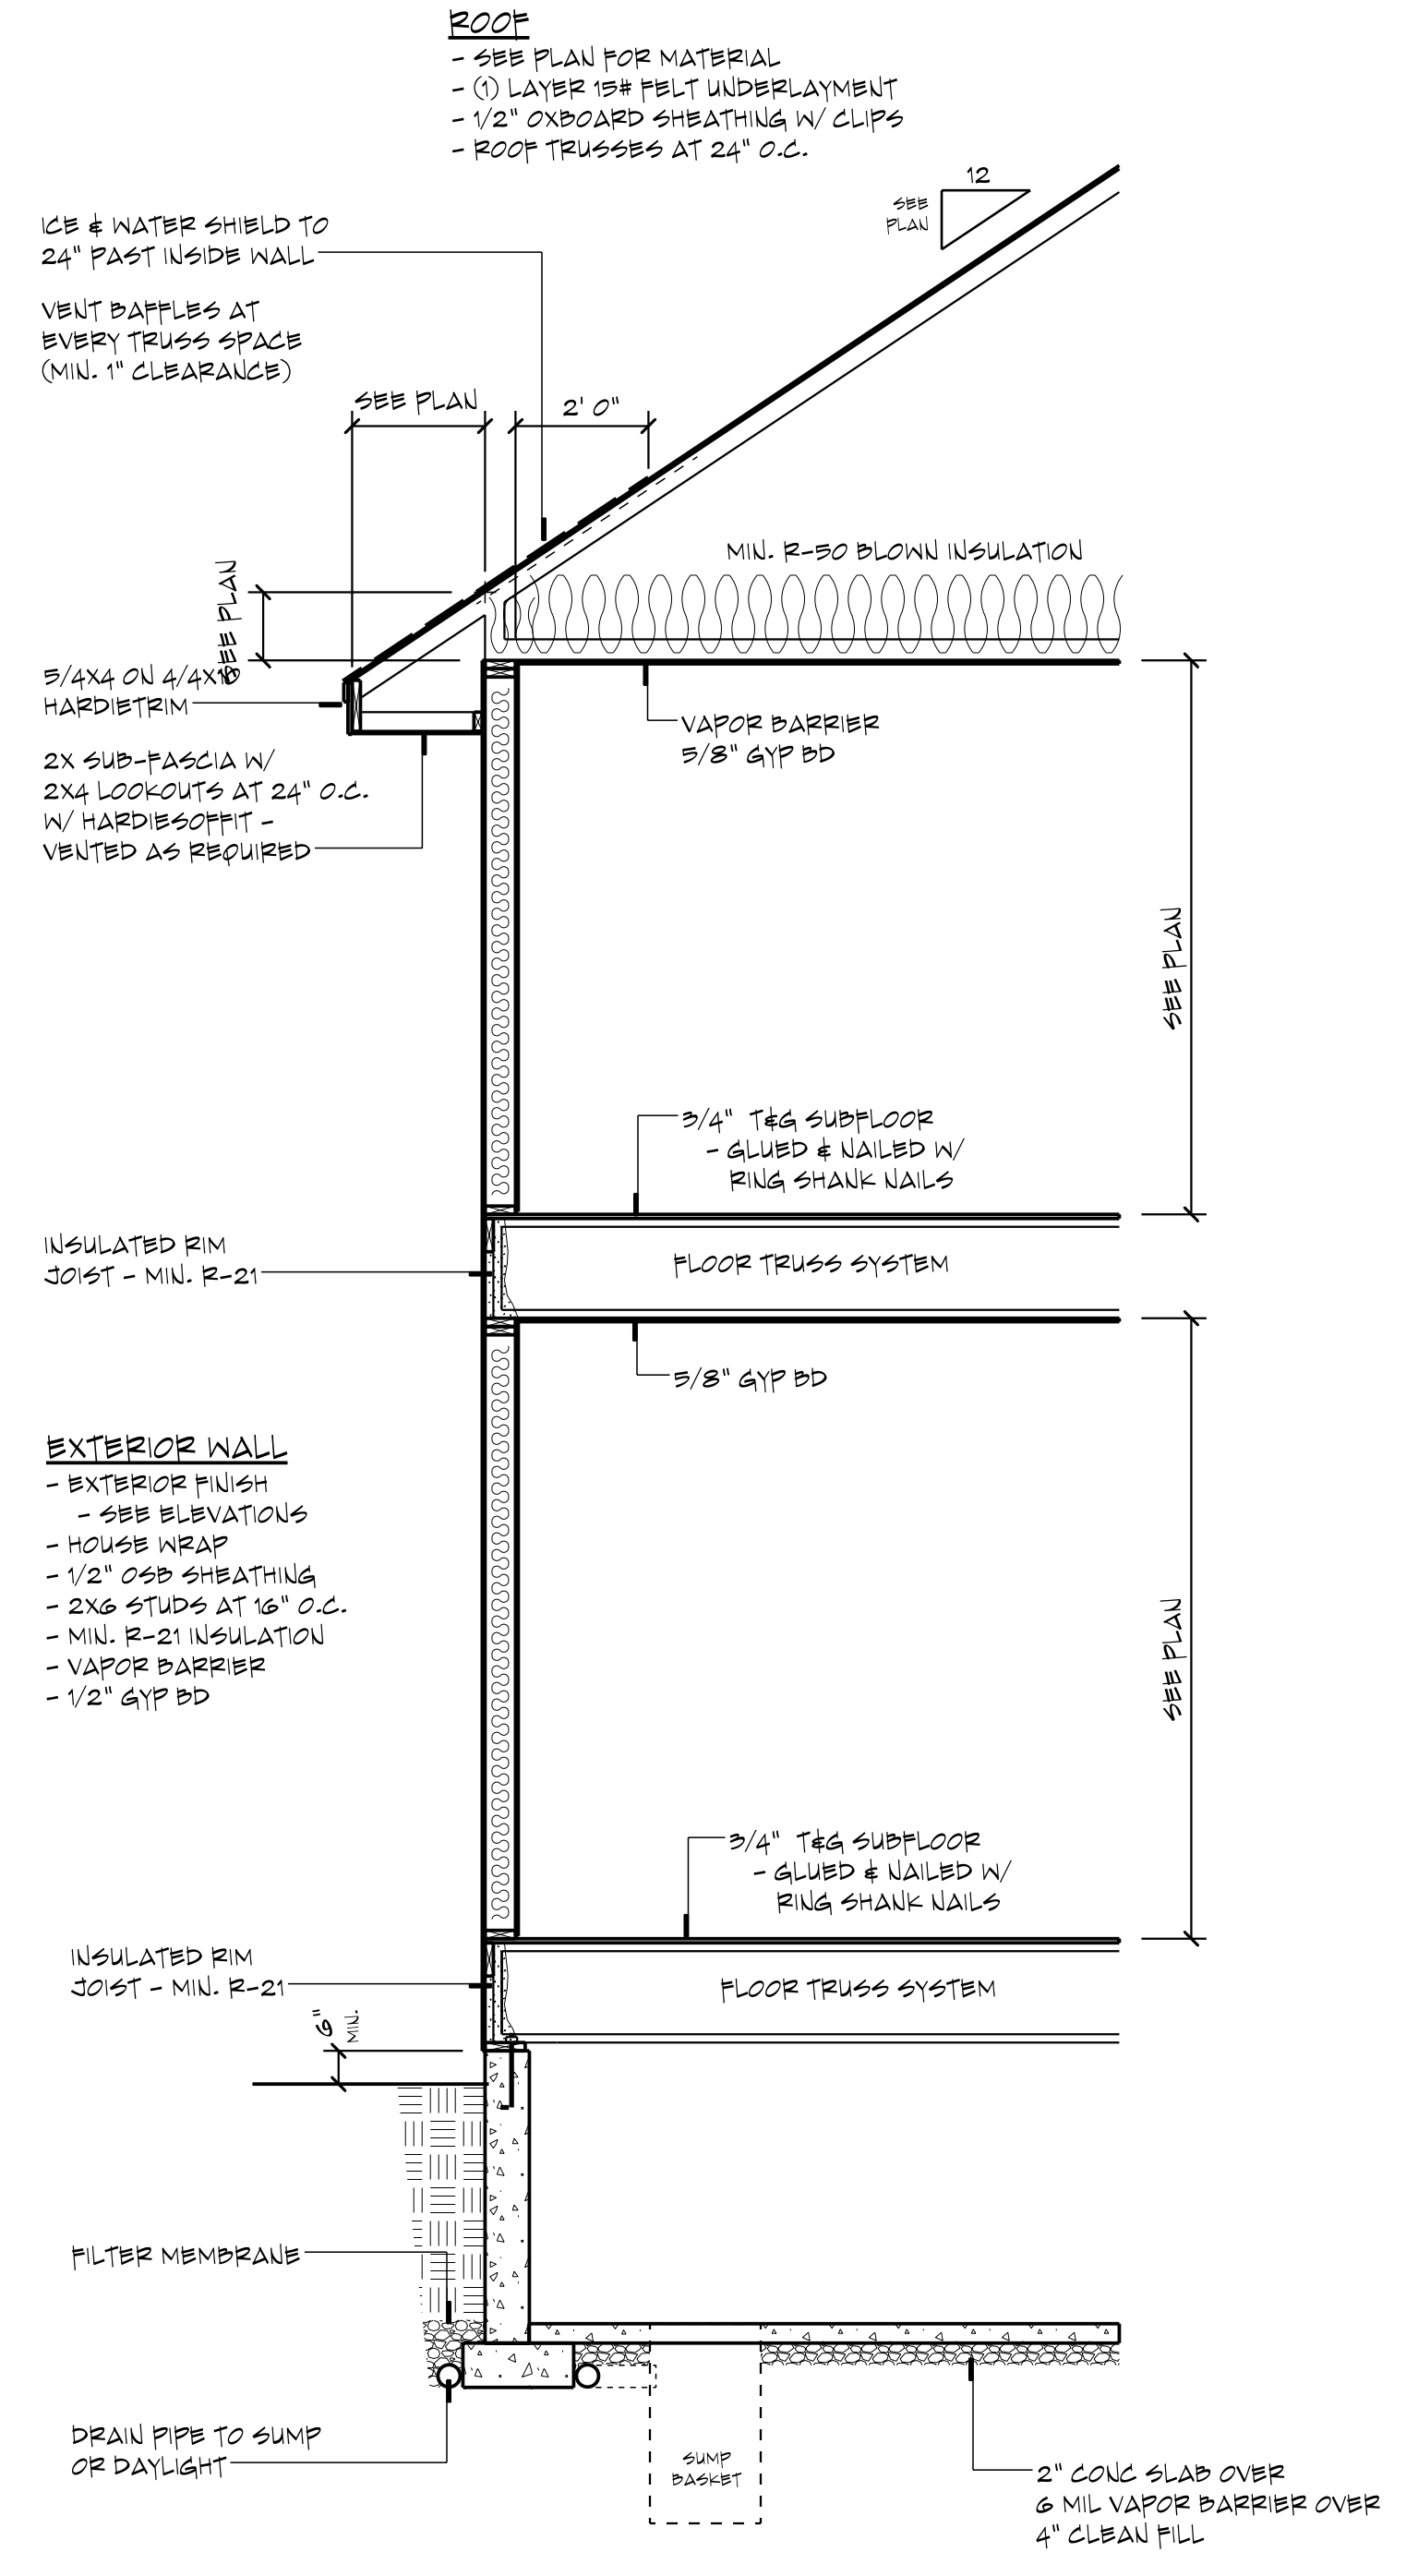 ROOF
- SEE PLAN FOR MATERIAL
- (1) LAYER 15# FELT UNDERLAYMENT
- 1/2" OXBOARD SHEATHING W/ CLIPS
- ROOF TRUSSES AT 24" O.C.
12
SEE
PLAN
ICE & WATER SHIELD TO
24" PAST INSIDE WALL
VENT BAFFLES AT
EVERY TRUSS SPACE
(MIN. 1" CLEARANCE)
SEE PLAN
2' 0"
MIN. R-50 BLOWN INSULATION
SEE PLAN
5/4X4 ON 4/4X10
HARDIETRIM
VAPOR BARRIER
5/8" GYP BD
2X SUB-FASCIA W/
2X4 LOOKOUTS AT 24" O.C.
W/ HARDIESOFFIT -
VENTED AS REQUIRED
SEE PLAN
3/4" T&G SUBFLOOR
- GLUED & NAILED W/
RING SHANK NAILS
INSULATED RIM
JOIST - MIN. R-21
FLOOR TRUSS SYSTEM
5/8" GYP BD
EXTERIOR WALL
- EXTERIOR FINISH
- SEE ELEVATIONS
- HOUSE WRAP
- 1/2" OSB SHEATHING
- 2X6 STUDS AT 16" O.C.
- MIN. R-21 INSULATION
- VAPOR BARRIER
- 1/2" GYP BD
SEE PLAN
3/4" T&G SUBFLOOR
- GLUED & NAILED W/
RING SHANK NAILS
INSULATED RIM
JOIST - MIN. R-21
FLOOR TRUSS SYSTEM
6"
MIN.
FILTER MEMBRANE
DRAIN PIPE TO SUMP
OR DAYLIGHT
SUMP
BASKET
2" CONC SLAB OVER
6 MIL VAPOR BARRIER OVER
4" CLEAN FILL